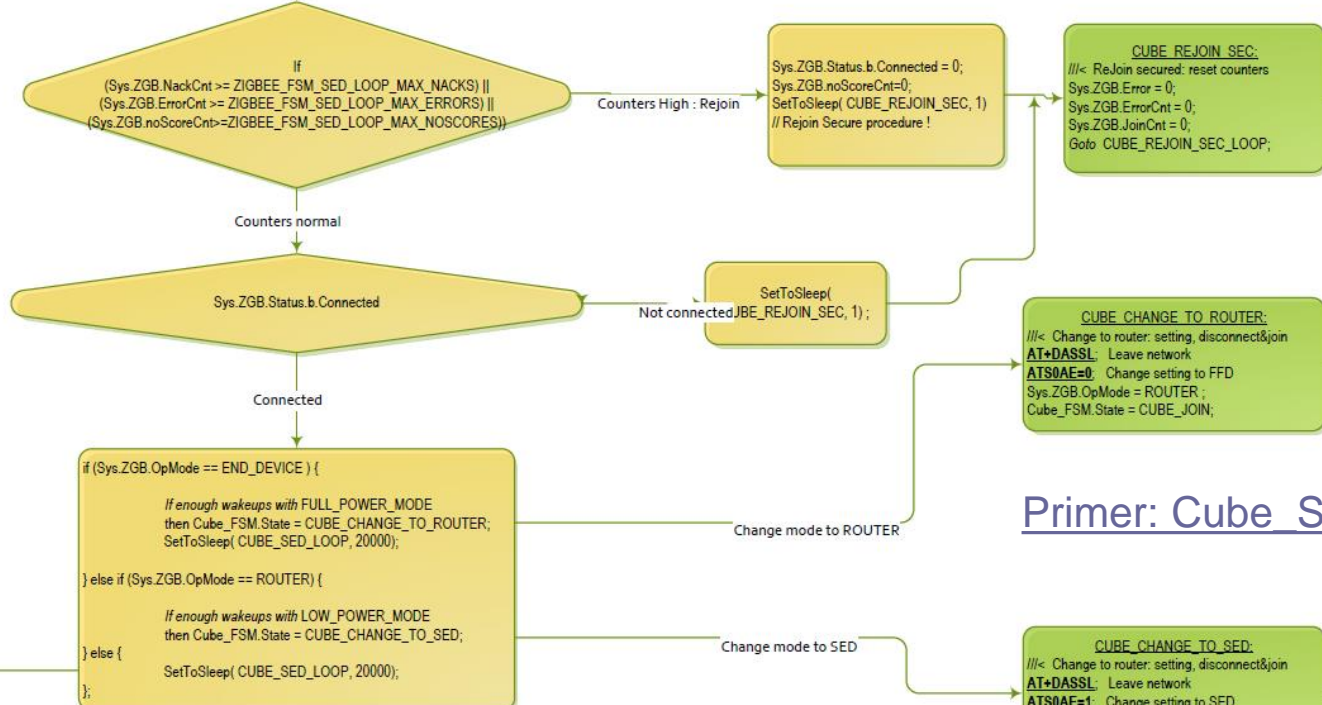 If
(Sys.ZGB.NackCnt >= ZIGBEE_FSM_SED_LOOP_MAX_NACKS) ||
(Sys.ZGB.ErrorCnt >= ZIGBEE_FSM_SED_LOOP_MAX_ERRORS) ||
(Sys.ZGB.noScoreCnt>=ZIGBEE_FSM_SED_LOOP_MAX_NOSCORES))
Counters High : Rejoin
Sys.ZGB.Status.b.Connected = 0;
Sys.ZGB.noScoreCnt=0;
SetToSleep( CUBE_REJOIN_SEC, 1)
// Rejoin Secure procedure !
CUBE_REJOIN_SEC:
///< ReJoin secured: reset counters
Sys.ZGB.Error = 0;
Sys.ZGB.ErrorCnt = 0;
Sys.ZGB.JoinCnt = 0;
Goto CUBE_REJOIN_SEC_LOOP;
Counters normal
Sys.ZGB.Status.b.Connected
Not connected
SetToSleep(
UBE_REJOIN_SEC, 1) ;
CUBE_CHANGE_TO_ROUTER:
///< Change to router: setting, disconnect&join
AT+DASSL; Leave network
ATS0AE=0; Change setting to FFD
Sys.ZGB.OpMode = ROUTER ;
Cube_FSM.State = CUBE_JOIN;
Connected
if (Sys.ZGB.OpMode == END_DEVICE ) {
If enough wakeups with FULL_POWER_MODE
then Cube_FSM.State = CUBE_CHANGE_TO_ROUTER;
SetToSleep( CUBE_SED_LOOP, 20000);
} else if (Sys.ZGB.OpMode == ROUTER) {
If enough wakeups with LOW_POWER_MODE
then Cube_FSM.State = CUBE_CHANGE_TO_SED;
} else {
SetToSleep( CUBE_SED_LOOP, 20000);
};
Change mode to ROUTER
Primer: Cube_S
Change mode to SED
CUBE_CHANGE_TO_SED:
///< Change to router: setting, disconnect&join
AT+DASSL; Leave network
ATS0AE=1; Change setting to SED